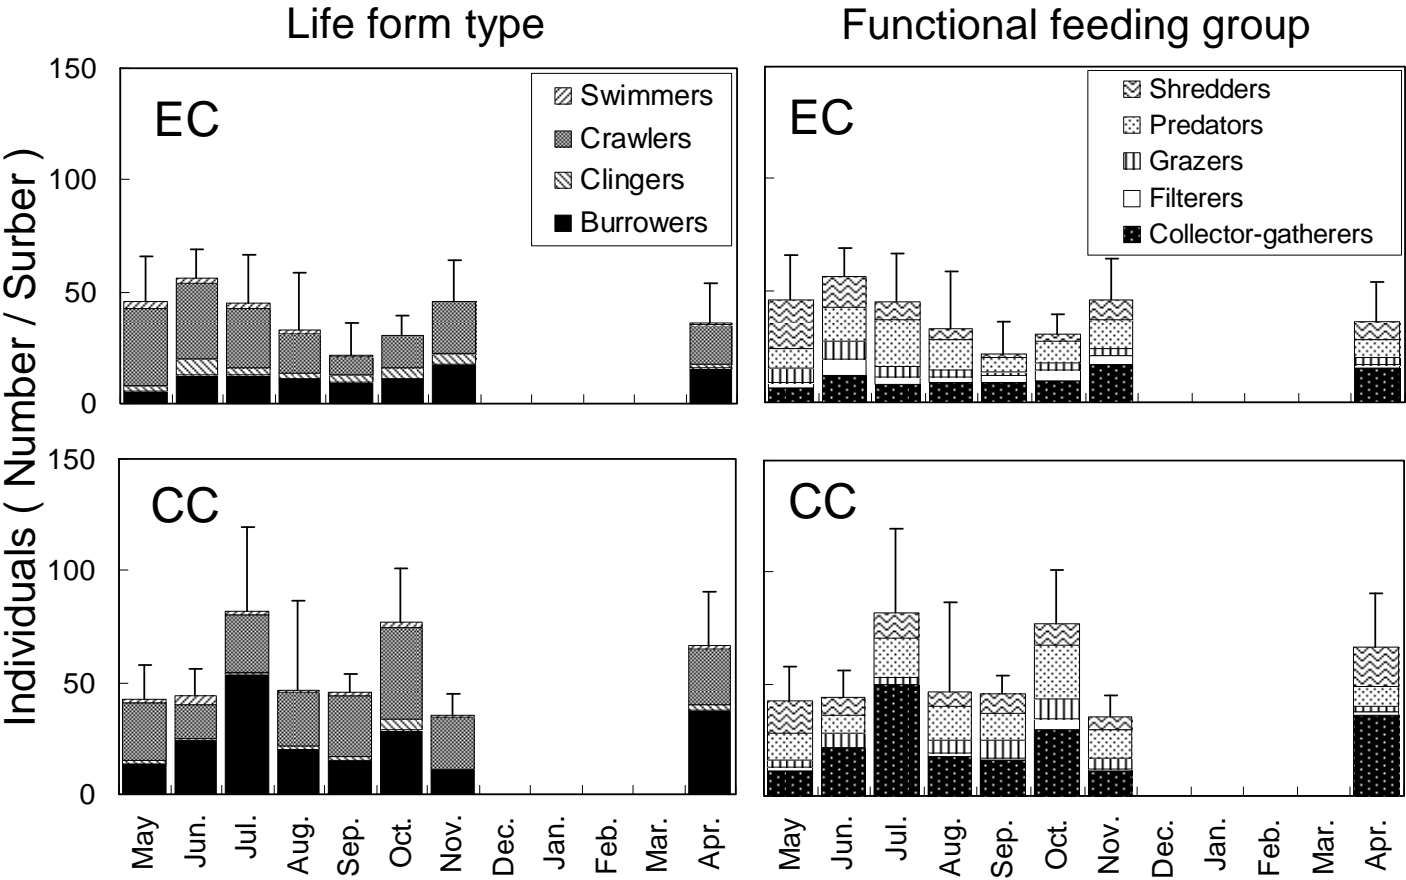 Life form type
Functional feeding group
Individuals ( Number / Surber )
150
100
50
0
EC
Swimmers
Crawlers
Clingers
Burrowers
EC
Shredders
Predators
Grazers
Filterers
Collector-gatherers
150
100
50
0
CC
CC
May Jun. Jul. Aug. Sep. Oct. Nov. Dec. Jan. Feb. Mar. Apr.
May Jun. Jul. Aug. Sep. Oct. Nov. Dec. Jan. Feb. Mar. Apr.